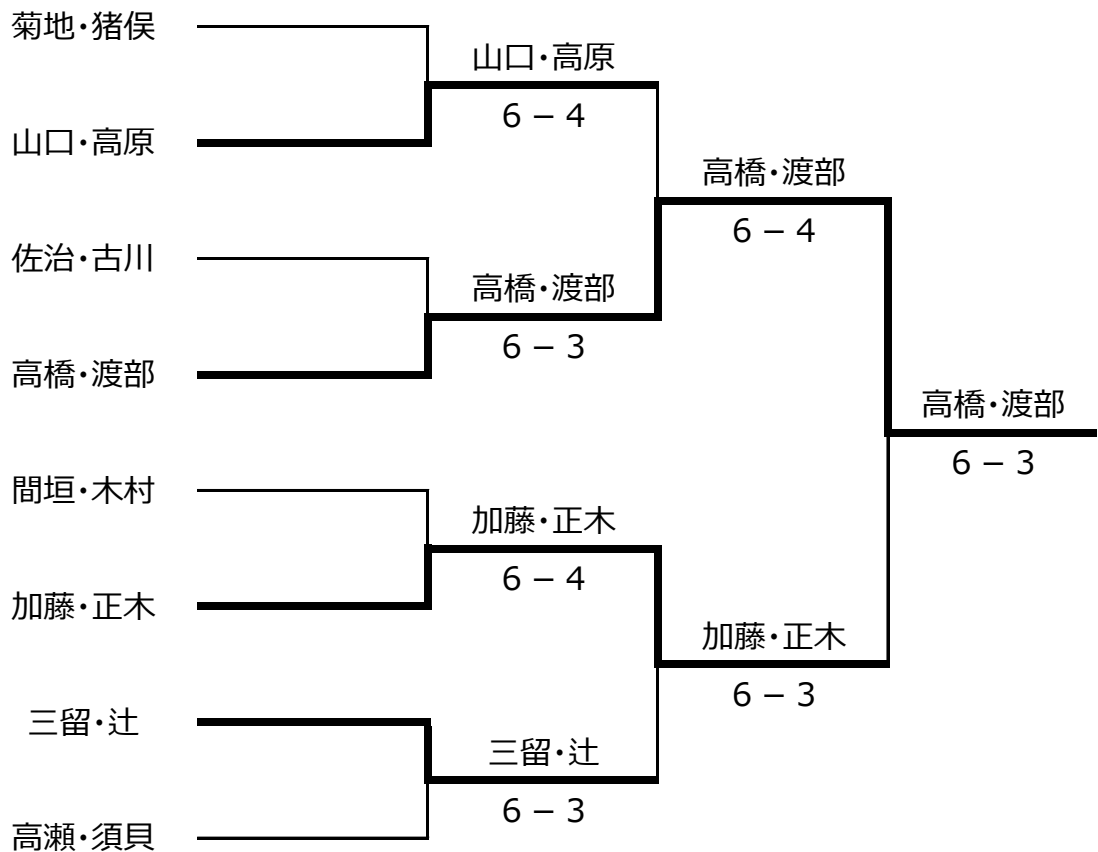 菊地・猪俣
山口・高原
6 − 4
山口・高原
高橋・渡部
6 − 4
佐治・古川
高橋・渡部
6 − 3
高橋・渡部
高橋・渡部
6 − 3
間垣・木村
加藤・正木
6 − 4
加藤・正木
加藤・正木
6 − 3
三留・辻
三留・辻
6 − 3
高瀬・須貝